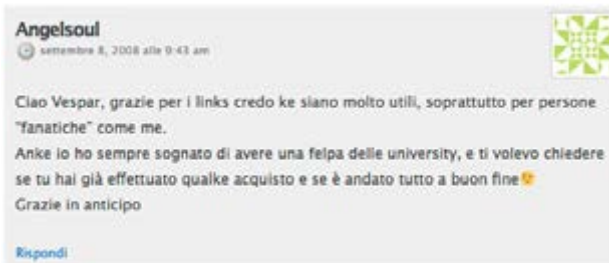 Angelsoul
settembre 8, 2008 alle 9:43 am
Ciao Vespar, grazie per i links credo ke siano molto utili, soprattutto per persone
"fanatiche" come me.
Anke io ho sempre sognato di avere una felpa delle university, e ti volevo chiedere
se tu hai già effettuato qualke acquisto e se è andato tutto a buon fine😉
Grazie in anticipo
Rispondi